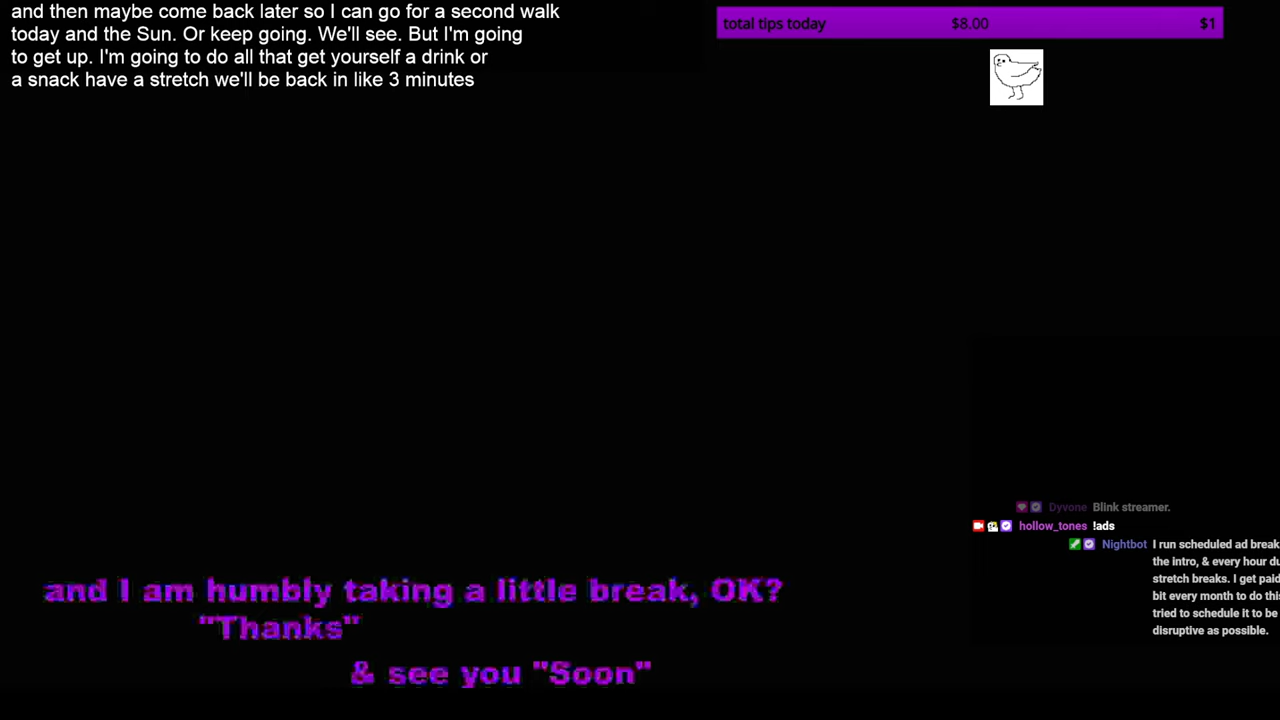 and then maybe come back later so I can go for a second walk
today and the Sun. Or keep going. We'll see. But I'm going
to get up. I'm going to do all that get yourself a drink or
a snack have a stretch we'll be back in like 3 minutes
total tips today $8.00 $1
Dyvone Blink streamer.
hollow_tones !ads
Nightbot I run scheduled ad break
the intro, & every hour du
stretch breaks. I get paid
bit every month to do this
tried to schedule it to be
disruptive as possible.
and I am humbly taking a little break, OK?
"Thanks"
& see you "Soon"